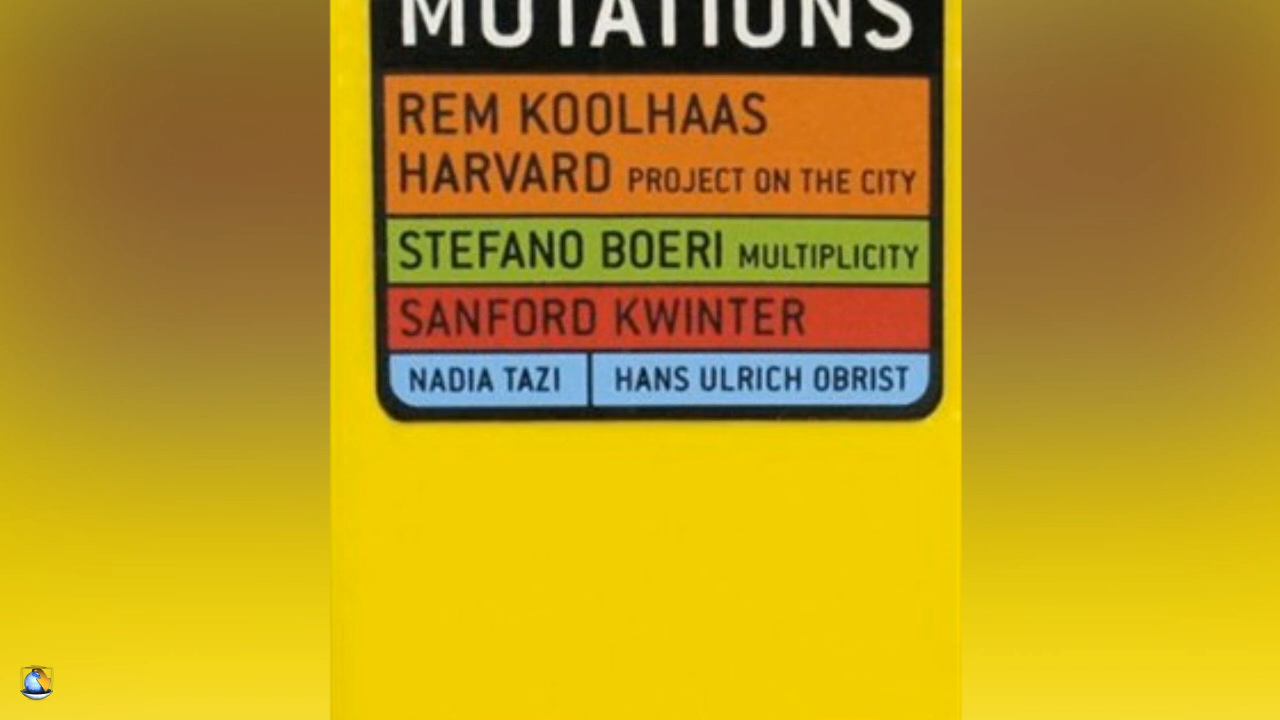 MUTATIONS
REM KOOLHAAS
HARVARD PROJECT ON THE CITY
STEFANO BOERI MULTIPLICITY
SANFORD KWINTER
NADIA TAZI HANS ULRICH OBRIST